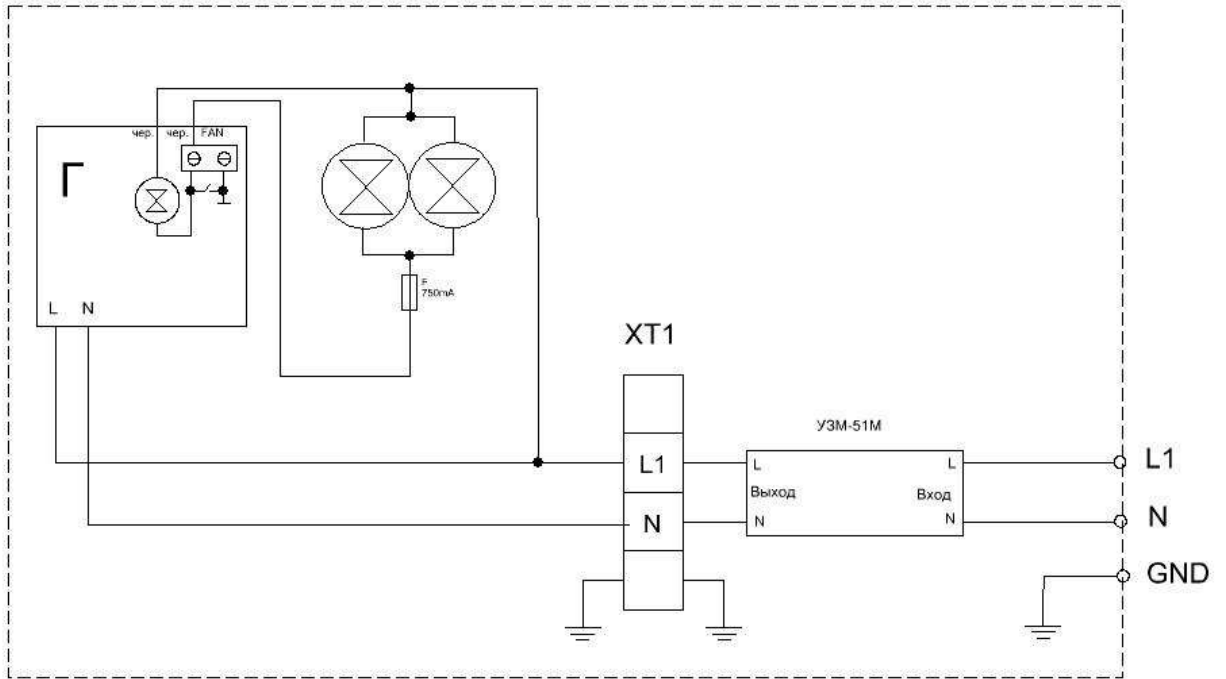 чер. чер. FAN
Г
L N
F
750mA
XT1
УЗМ-51М
L1
L L
L1
Выход Вход
N
N N
N
GND